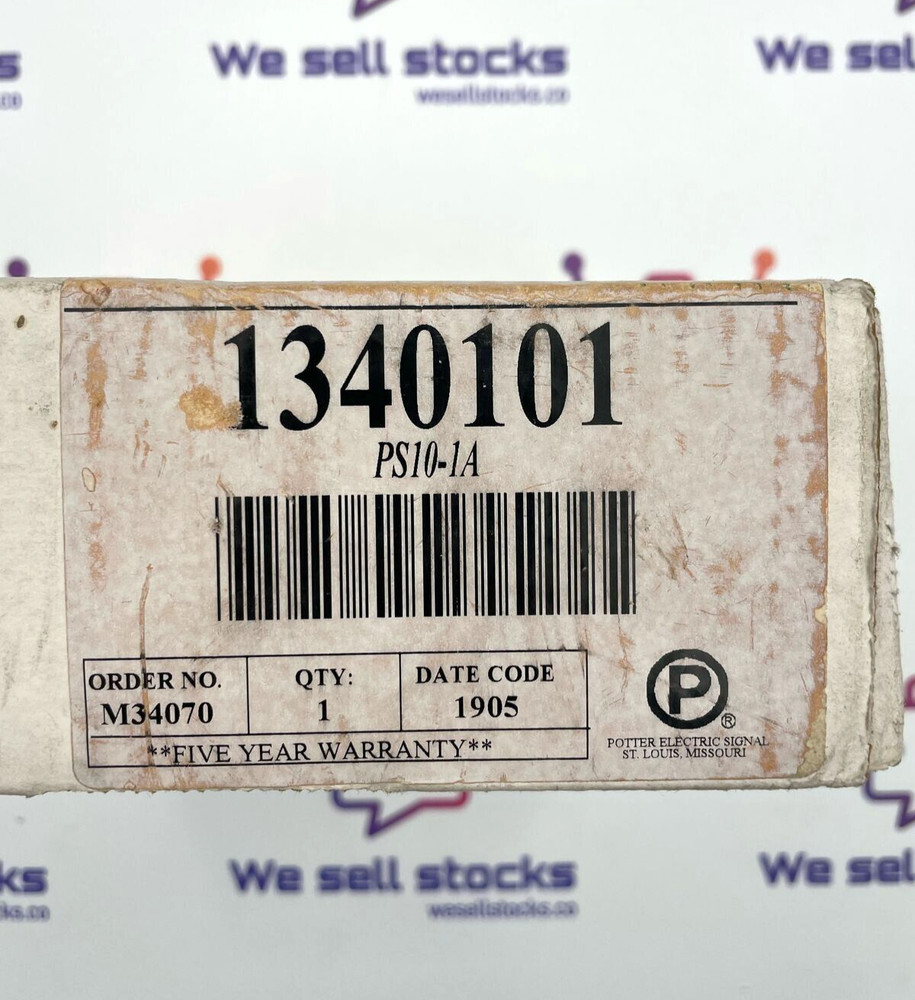 We sell stocks
We sel
wesellstocks.co
1340101
PS10-1A
ORDER NO.
QTY:
DATE CODE
M34070
1
1905
**FIVE YEAR WARRANTY**
P
®
POTTER ELECTRIC SIGNAL
ST. LOUIS, MISSOURI
ks
We sell stocks
We sel
wesellstocks.co